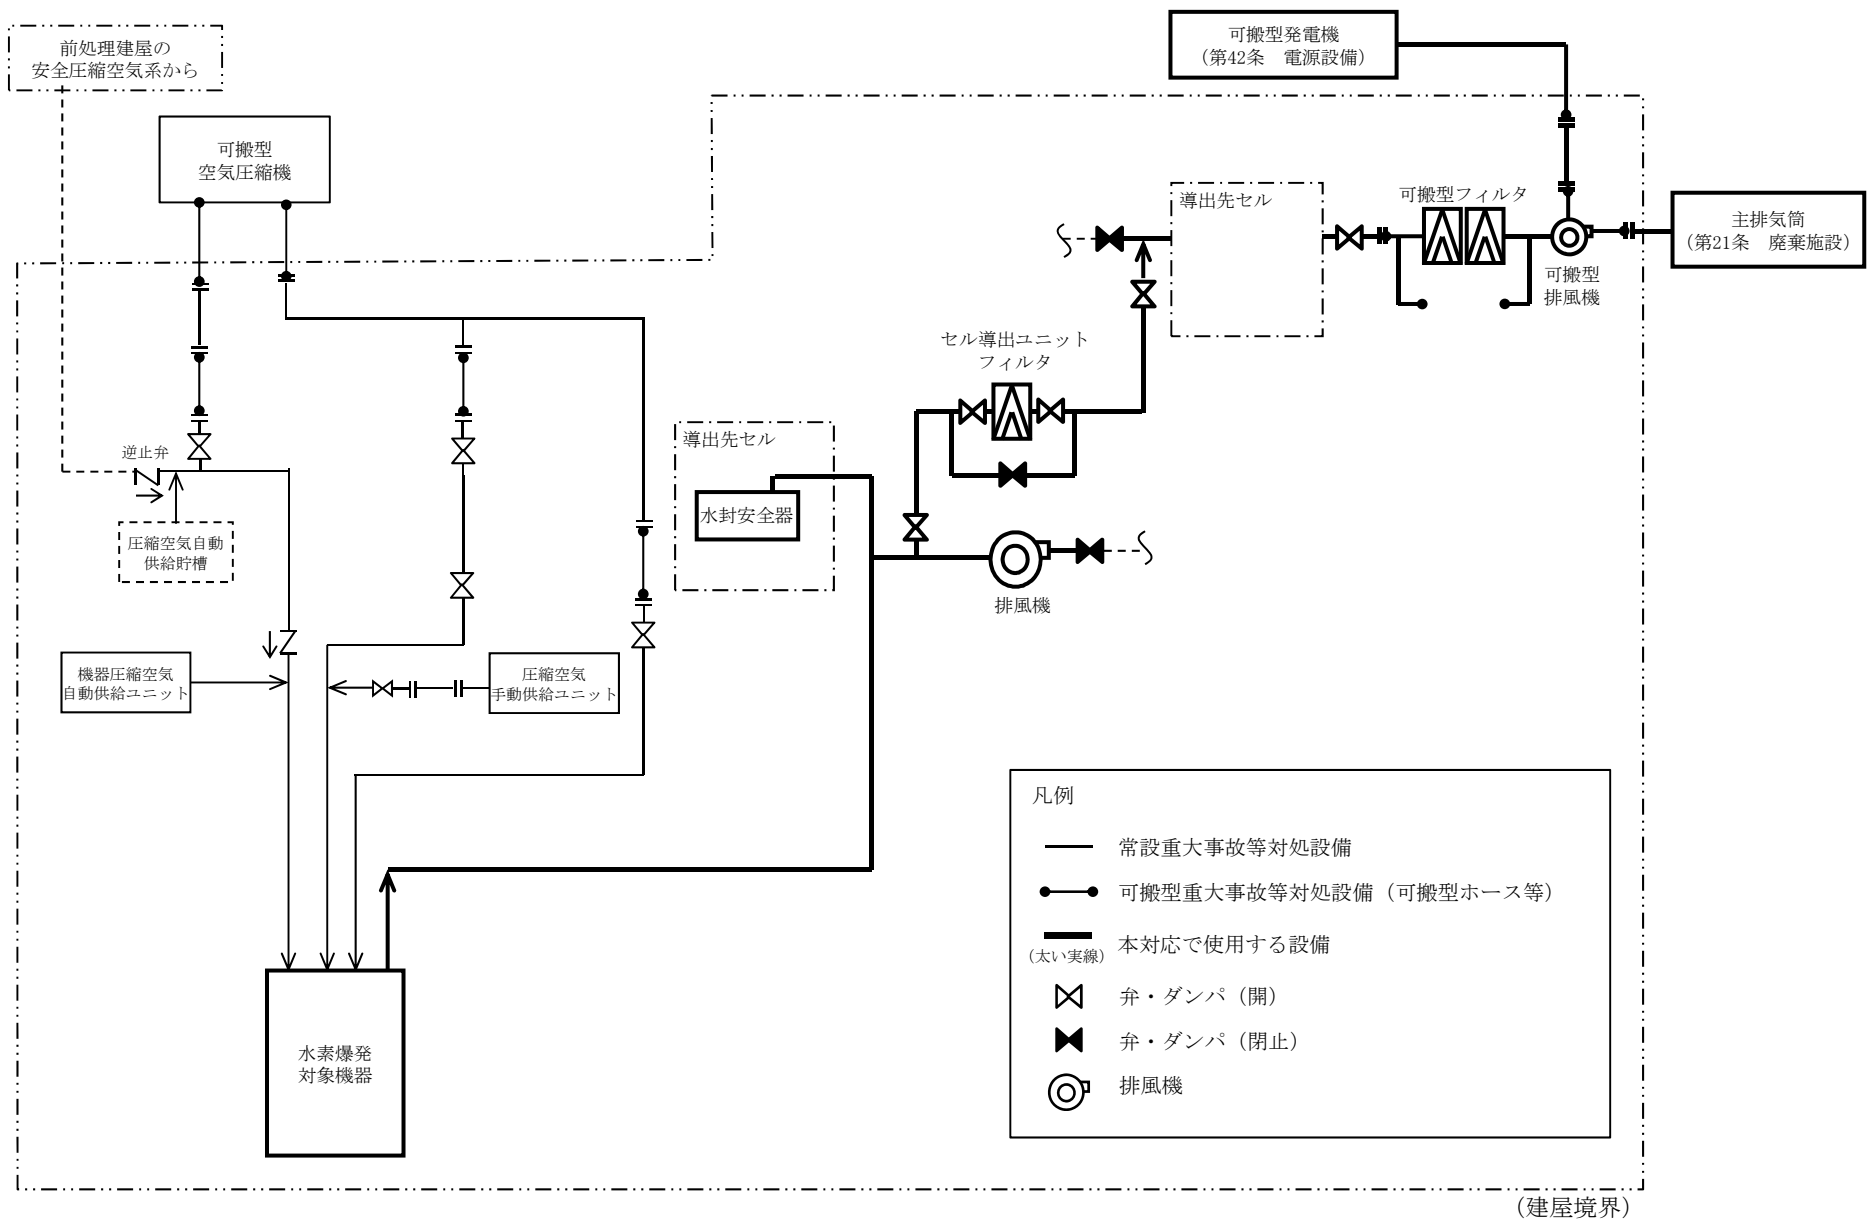 前処理建屋の
安全圧縮空気系から
可搬型発電機
（第42条　電源設備）
可搬型
空気圧縮機
導出先セル
可搬型フィルタ
主排気筒
（第21条　廃棄施設）
可搬型
排風機
セル導出ユニット
フィルタ
導出先セル
水封安全器
逆止弁
圧縮空気自動
供給貯槽
排風機
機器圧縮空気
自動供給ユニット
圧縮空気
手動供給ユニット
水素爆発
対象機器
凡例
常設重大事故等対処設備
可搬型重大事故等対処設備（可搬型ホース等）
（太い実線）
本対応で使用する設備
弁・ダンパ（開）
弁・ダンパ（閉止）
排風機
（建屋境界）